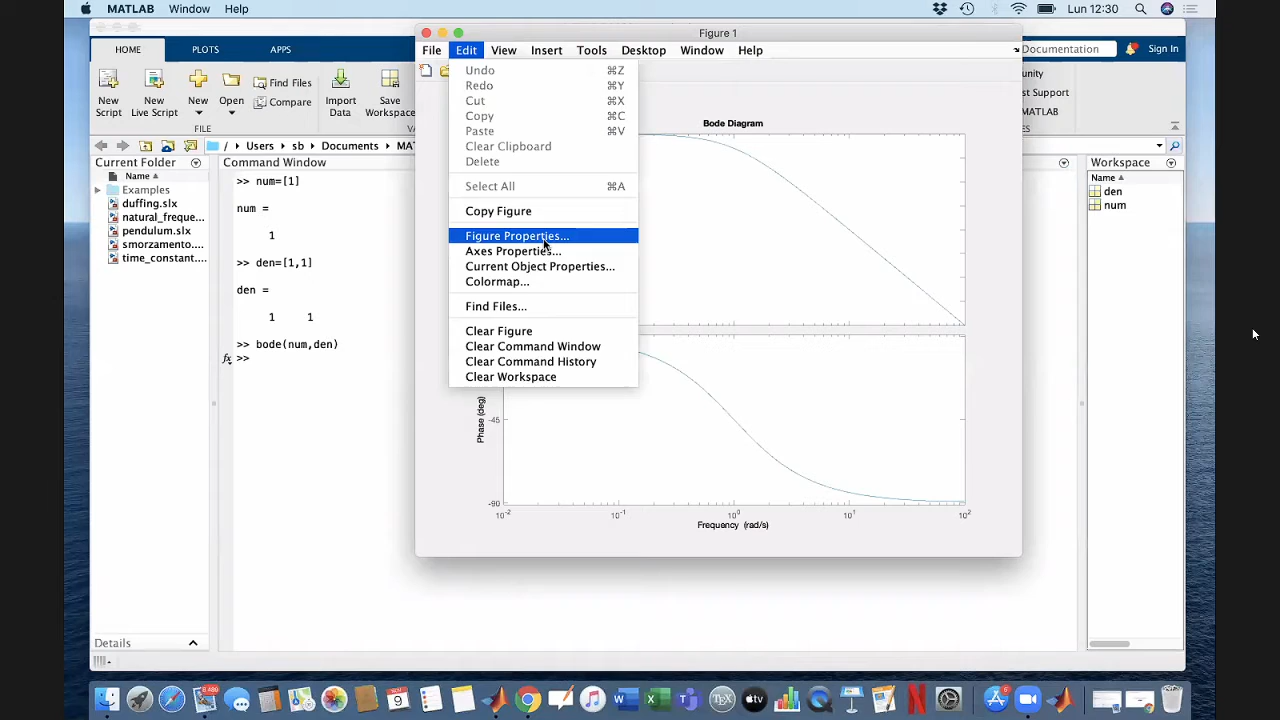 MATLAB Window Help Lun 12:30
Figure 1
HOME PLOTS APPS
File Edit View Insert Tools Desktop Window Help
Documentation Sign In
New Script
New Live Script
New
Open
Find Files
Compare
Import Data
Save Workspace
FILE
Undo ⌘Z
Redo ⌘Y
Cut ⌘X
Copy ⌘C
Paste ⌘V
Clear Clipboard
Delete
Select All ⌘A
Copy Figure
Figure Properties...
Axes Properties...
Current Object Properties...
Colormap...
Find Files...
Clear Figure
Clear Command Window
Clear Command History
Clear Workspace
MATLAB
/ Users sb Documents
Current Folder
Name
Examples
duffing.slx
natural_freque...
pendulum.slx
smorzamento....
time_constant....
Details
Command Window
>> num=[1]
num =
1
>> den=[1,1]
den =
1 1
>> bode(num,den)
fx >>
Bode Diagram
Phase (deg)
-45
10-1 100 10 102
Frequency (rad/s)
Workspace
Name
den
num